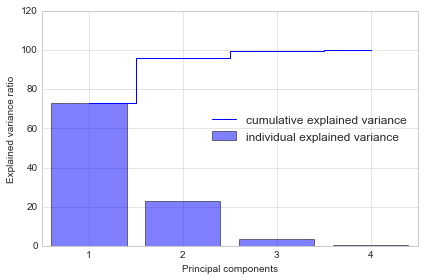 120
100
80
60
40
20
0
Explained variance ratio
cumulative explained variance
individual explained variance
1 2 3 4
Principal components